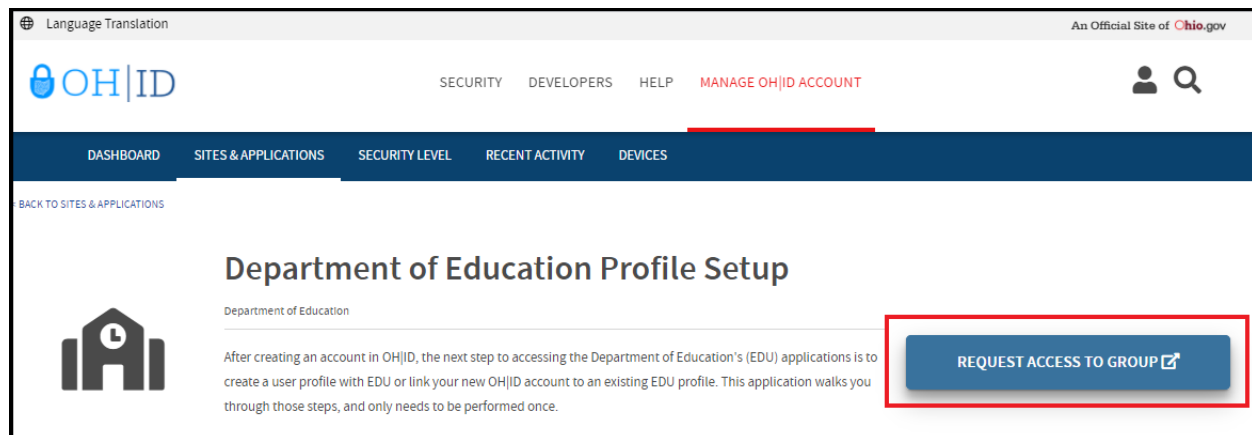 Language Translation
An Official Site of Ohio.gov
OH|ID
SECURITY DEVELOPERS HELP MANAGE OH|ID ACCOUNT
DASHBOARD SITES & APPLICATIONS SECURITY LEVEL RECENT ACTIVITY DEVICES
‹ BACK TO SITES & APPLICATIONS
Department of Education Profile Setup
Department of Education
After creating an account in OH|ID, the next step to accessing the Department of Education's (EDU) applications is to
create a user profile with EDU or link your new OH|ID account to an existing EDU profile. This application walks you
through those steps, and only needs to be performed once.
REQUEST ACCESS TO GROUP